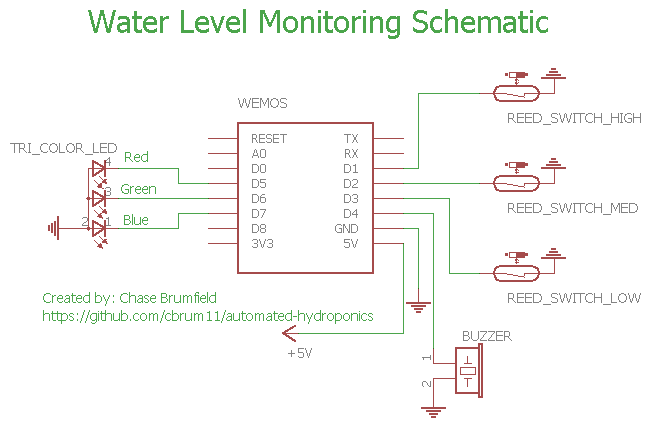 Water Level Monitoring Schematic
WEMOS
REED_SWITCH_HIGH
TRI_COLOR_LED
RESET TX
A0 RX
D0 D1
D5 D2
D6 D3
D7 D4
D8 GND
3V3 5V
4 Red
3 Green
2 1 Blue
REED_SWITCH_MED
REED_SWITCH_LOW
Created by: Chase Brumfield
https://github.com/cbrum11/automated-hydroponics
+5V
BUZZER
1
2